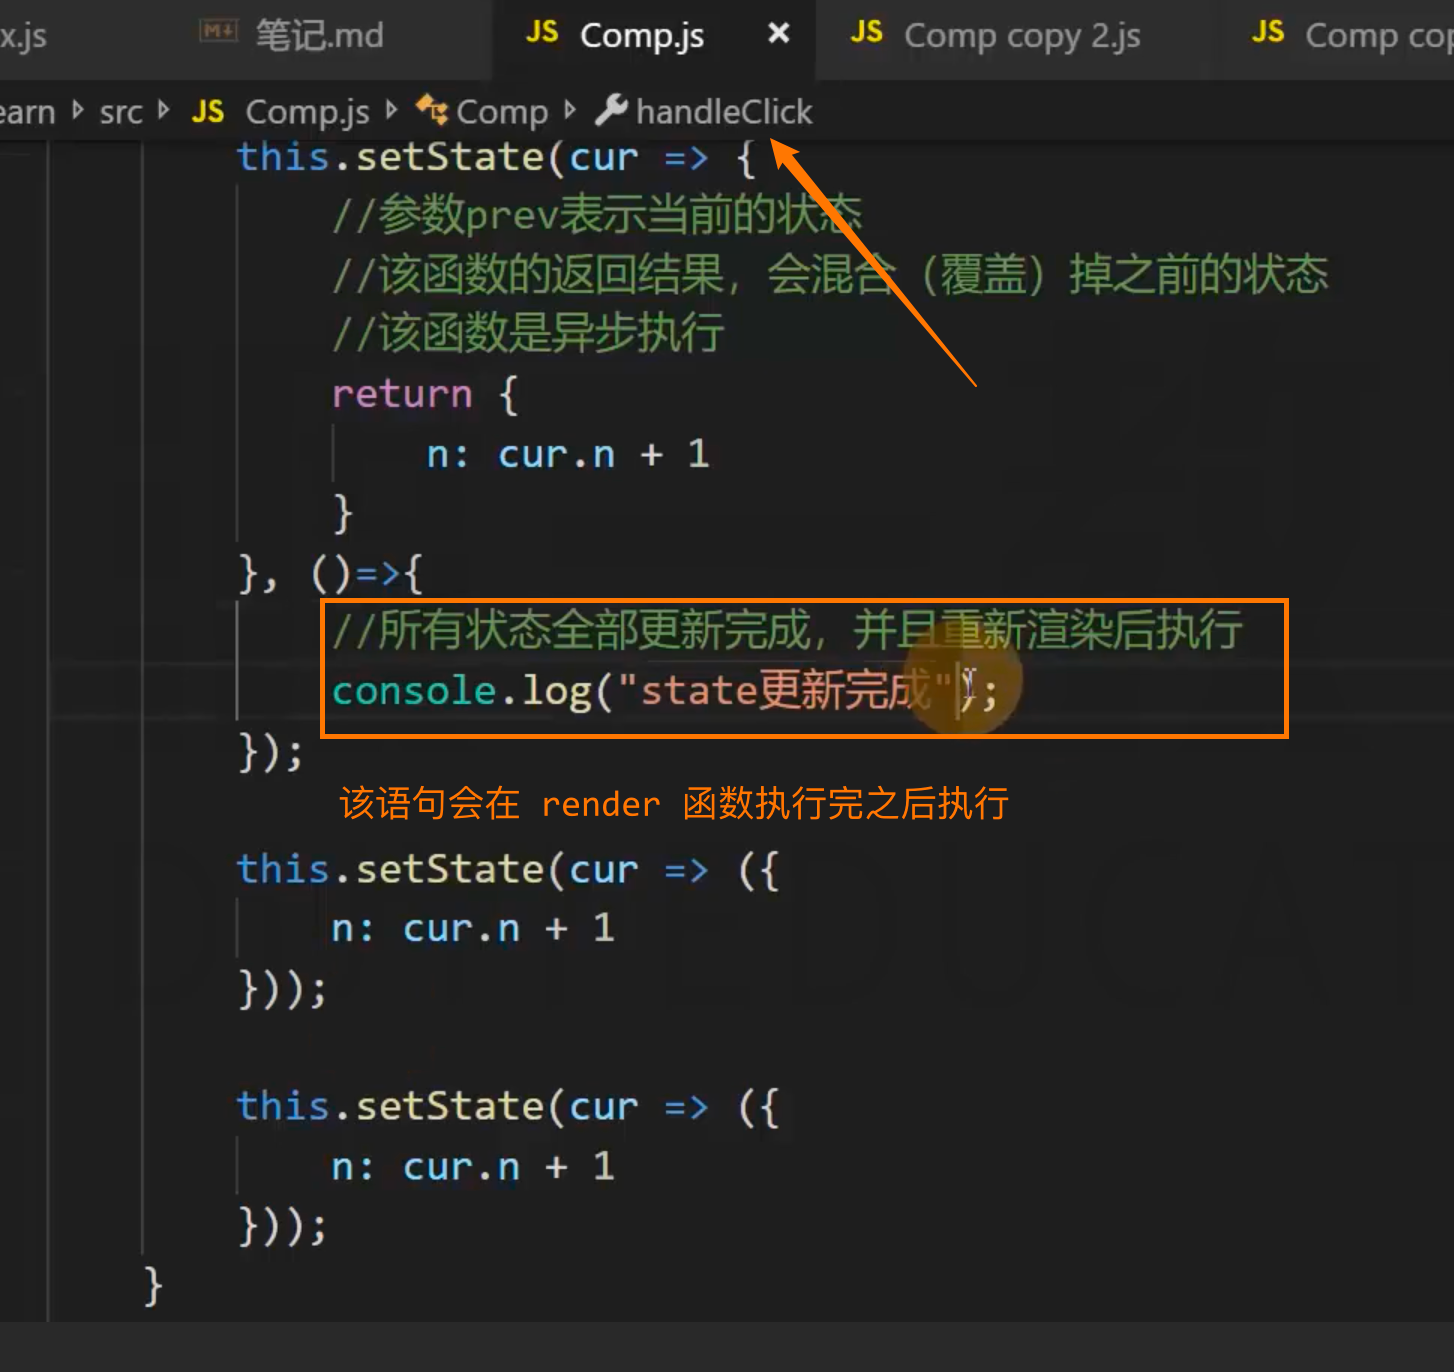 x.js 笔记.md JS Comp.js × JS Comp copy 2.js JS Comp cop
earn src JS Comp.js Comp handleClick
this.setState(cur => {
//参数prev表示当前的状态
//该函数的返回结果，会混合（覆盖）掉之前的状态
//该函数是异步执行
return {
n: cur.n + 1
}
}, ()=>{
//所有状态全部更新完成，并且重新渲染后执行
console.log("state更新完成");
});
该语句会在 render 函数执行完之后执行
this.setState(cur => ({
n: cur.n + 1
}));
this.setState(cur => ({
n: cur.n + 1
}));
}